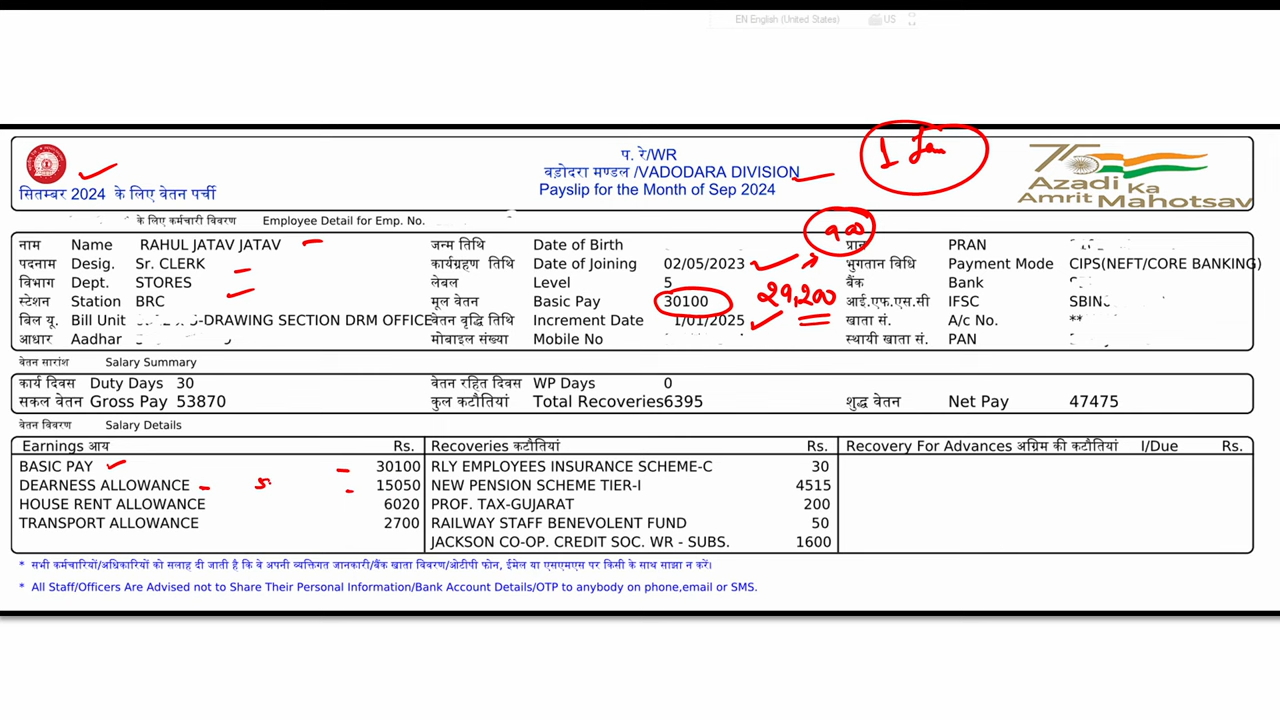 EN English (United States) US
1 Jan
प. रे/WR
वड़ोदरा मण्डल /VADODARA DIVISION
सितम्बर 2024 के लिए वेतन पर्ची
Payslip for the Month of Sep 2024
75 Azadi Ka Amrit Mahotsav
के लिए कर्मचारी विवरण Employee Detail for Emp. No.
900
नाम Name RAHUL JATAV JATAV जन्म तिथि Date of Birth प्रान PRAN
पदनाम Desig. Sr. CLERK कार्यग्रहण तिथि Date of Joining 02/05/2023 भुगतान विधि Payment Mode CIPS(NEFT/CORE BANKING)
विभाग Dept. STORES लेबल Level 5 बैंक Bank
स्टेशन Station BRC मूल वेतन Basic Pay 30100 29,200 आई.एफ.एस.सी IFSC SBIN
बिल यू. Bill Unit -DRAWING SECTION DRM OFFICE वेतन वृद्धि तिथि Increment Date 1/01/2025 खाता सं. A/c No. **
आधार Aadhar मोबाइल संख्या Mobile No स्थायी खाता सं. PAN
वेतन सारांश Salary Summary
कार्य दिवस Duty Days 30 वेतन रहित दिवस WP Days 0
सकल वेतन Gross Pay 53870 कुल कटौतियां Total Recoveries6395 शुद्ध वेतन Net Pay 47475
वेतन विवरण Salary Details
Earnings आय Rs. Recoveries कटौतियां Rs. Recovery For Advances अग्रिम की कटौतियां I/Due Rs.
BASIC PAY 30100 RLY EMPLOYEES INSURANCE SCHEME-C 30
DEARNESS ALLOWANCE 15050 NEW PENSION SCHEME TIER-I 4515
HOUSE RENT ALLOWANCE 6020 PROF. TAX-GUJARAT 200
TRANSPORT ALLOWANCE 2700 RAILWAY STAFF BENEVOLENT FUND 50
JACKSON CO-OP. CREDIT SOC. WR - SUBS. 1600
* सभी कर्मचारियों/अधिकारियों को सलाह दी जाती है कि वे अपनी व्यक्तिगत जानकारी/बैंक खाता विवरण/ओटीपी फोन, ईमेल या एसएमएस पर किसी के साथ साझा न करें।
* All Staff/Officers Are Advised not to Share Their Personal Information/Bank Account Details/OTP to anybody on phone,email or SMS.